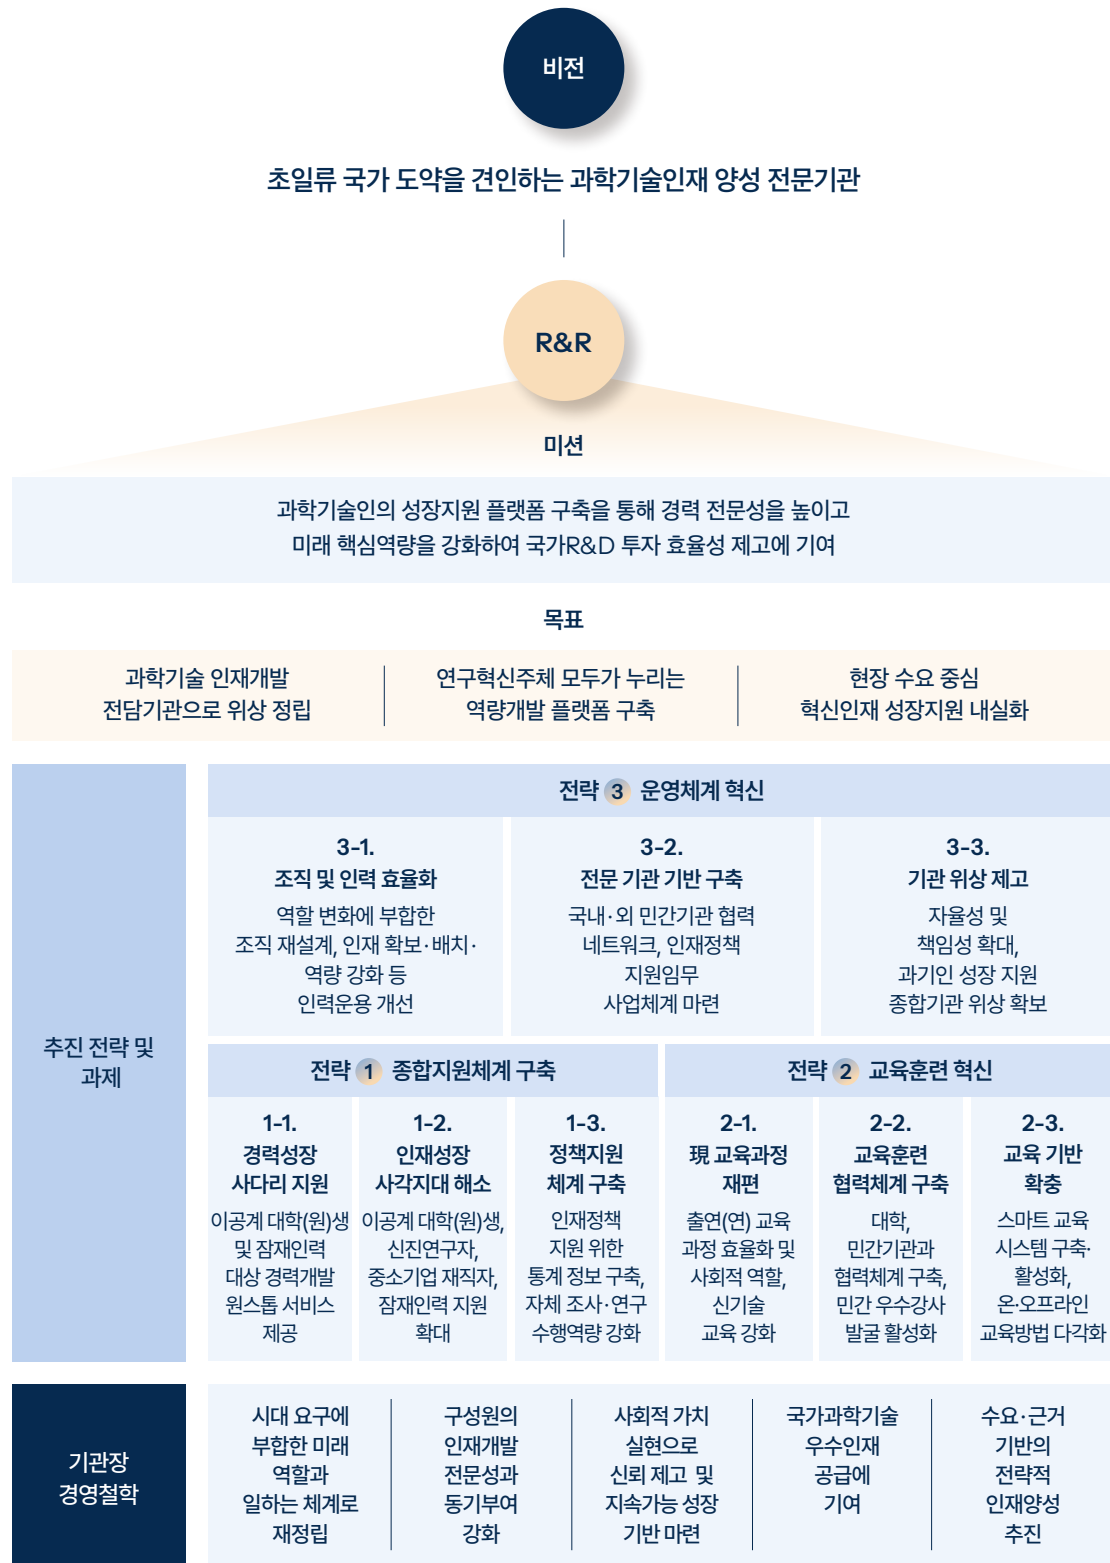 비전
초일류 국가 도약을 견인하는 과학기술인재 양성 전문기관
R&R
미션
과학기술인의 성장지원 플랫폼 구축을 통해 경력 전문성을 높이고
미래 핵심역량을 강화하여 국가R&D 투자 효율성 제고에 기여
목표
과학기술 인재개발
전담기관으로 위상 정립
연구혁신주체 모두가 누리는
역량개발 플랫폼 구축
현장 수요 중심
혁신인재 성장지원 내실화
추진 전략 및
과제
전략 3 운영체계 혁신
3-1.
조직 및 인력 효율화
역할 변화에 부합한
조직 재설계, 인재 확보·배치·
역량 강화 등
인력운용 개선
3-2.
전문 기관 기반 구축
국내·외 민간기관 협력
네트워크, 인재정책
지원임무
사업체계 마련
3-3.
기관 위상 제고
자율성 및
책임성 확대,
과기인 성장 지원
종합기관 위상 확보
전략 1 종합지원체계 구축
1-1.
경력성장
사다리 지원
이공계 대학(원)생
및 잠재인력
대상 경력개발
원스톱 서비스
제공
1-2.
인재성장
사각지대 해소
이공계 대학(원)생,
신진연구자,
중소기업 재직자,
잠재인력 지원
확대
1-3.
정책지원
체계 구축
인재정책
지원 위한
통계 정보 구축,
자체 조사·연구
수행역량 강화
전략 2 교육훈련 혁신
2-1.
現 교육과정
재편
출연(연) 교육
과정 효율화 및
사회적 역할,
신기술
교육 강화
2-2.
교육훈련
협력체계 구축
대학,
민간기관과
협력체계 구축,
민간 우수강사
발굴 활성화
2-3.
교육 기반
확충
스마트 교육
시스템 구축·
활성화,
온·오프라인
교육방법 다각화
기관장
경영철학
시대 요구에
부합한 미래
역할과
일하는 체계로
재정립
구성원의
인재개발
전문성과
동기부여
강화
사회적 가치
실현으로
신뢰 제고 및
지속가능 성장
기반 마련
국가과학기술
우수인재
공급에
기여
수요·근거
기반의
전략적
인재양성
추진